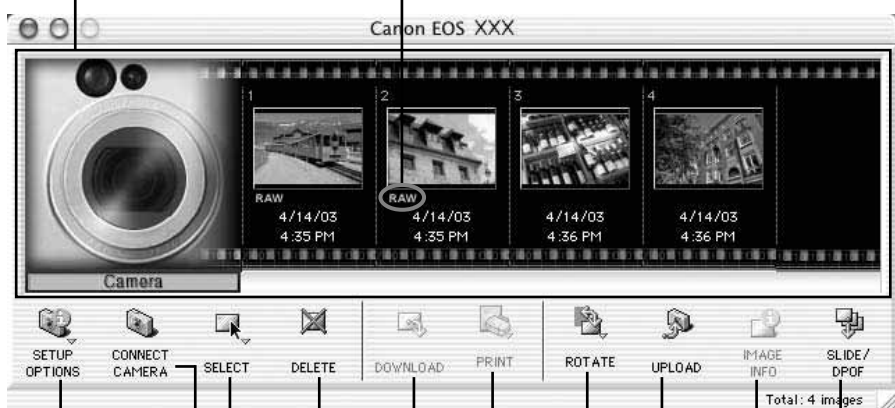 Canon EOS XXX
1
2
3
4
RAW
RAW
4/14/03
4/14/03
4/14/03
4/14/03
4:35 PM
4:35 PM
4:36 PM
4:36 PM
Camera
SETUP
OPTIONS
CONNECT
CAMERA
SELECT
DELETE
DOWNLOAD
PRINT
ROTATE
UPLOAD
IMAGE
INFO
SLIDE/
DPOF
Total: 4 images